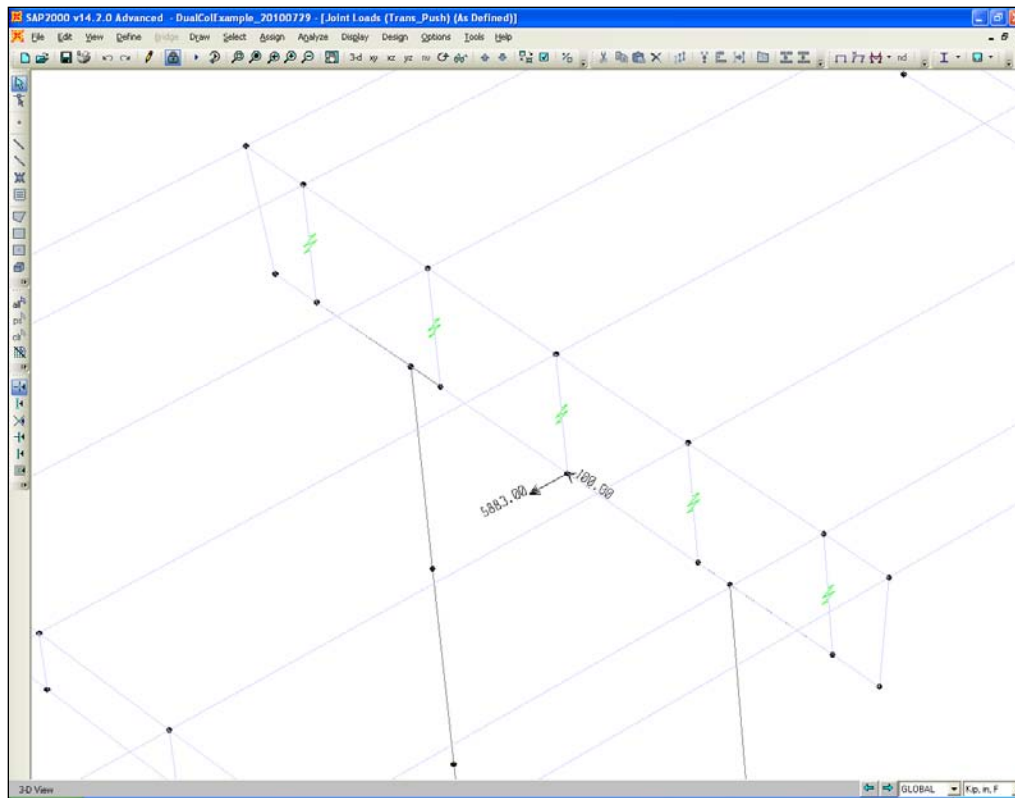 SAP2000 v14.2.0 Advanced - DualColExample_20100729 - [Joint Loads (Trans_Push) (As Defined)]
File Edit View Define Bridge Draw Select Assign Analyze Display Design Options Tools Help
3-d xy xz yz nv nd
5883.00
100.00
3-D View GLOBAL Kip, in, F